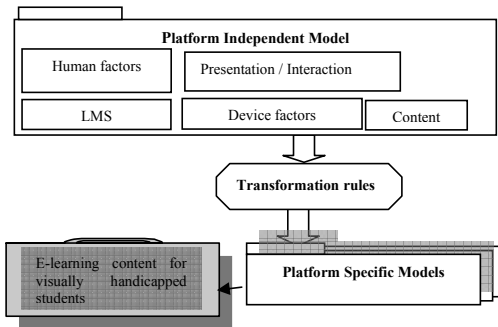 Platform Independent Model
Human factors
Presentation / Interaction
LMS
Device factors
Content
Transformation rules
E-learning content for
visually handicapped
students
Platform Specific Models